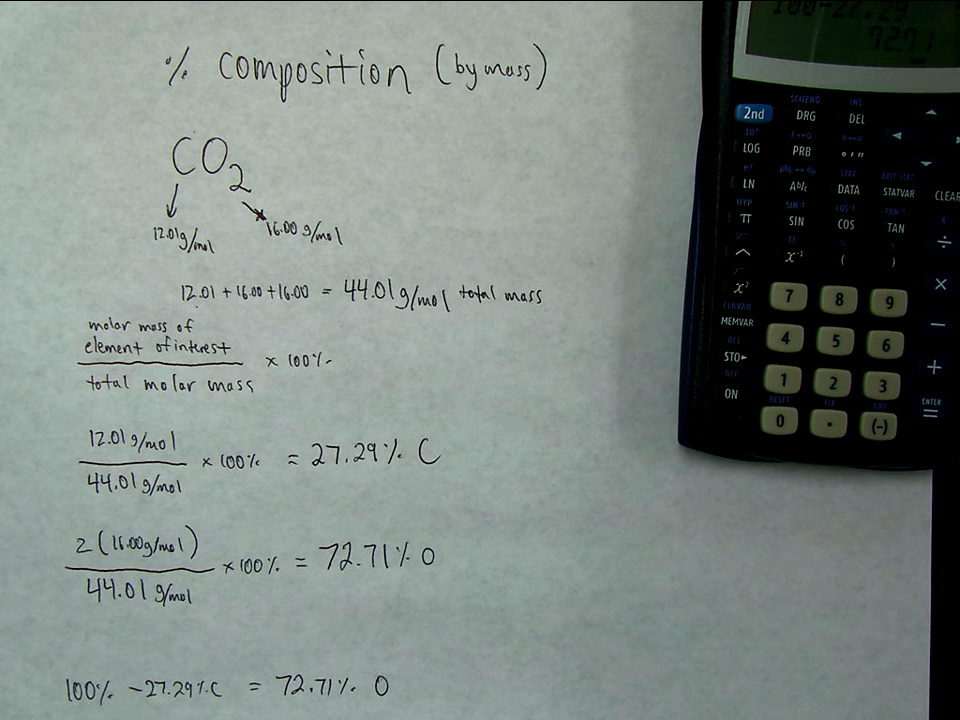 % composition (by mass)
CO2
12.01g/mol
16.00 g/mol
12.01 + 16.00 + 16.00 = 44.01 g/mol total mass
molar mass of
element of interest
total molar mass
x 100%
12.01 g/mol
44.01 g/mol
x 100% = 27.29% C
2 (16.00g/mol)
44.01 g/mol
x 100% = 72.71% O
100% - 27.29% C = 72.71% O
100-27.29
72.71
2nd
DRG
DEL
LOG
PRB
LN
DATA
STATVAR
CLEAR
π
SIN
COS
TAN
^
x⁻¹
(
)
÷
x²
7
8
9
×
MEMVAR
4
5
6
−
STO▸
1
2
3
+
ON
0
.
(-)
ENTER
=